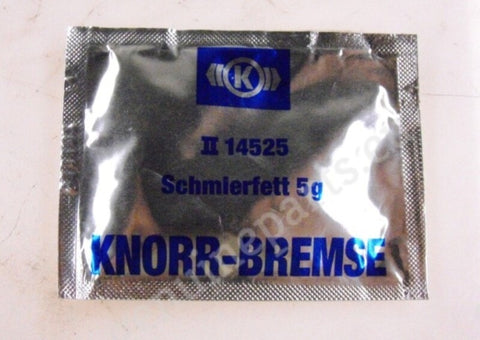 K
II 14525
Schmierfett 5g
KNORR-BREMSE